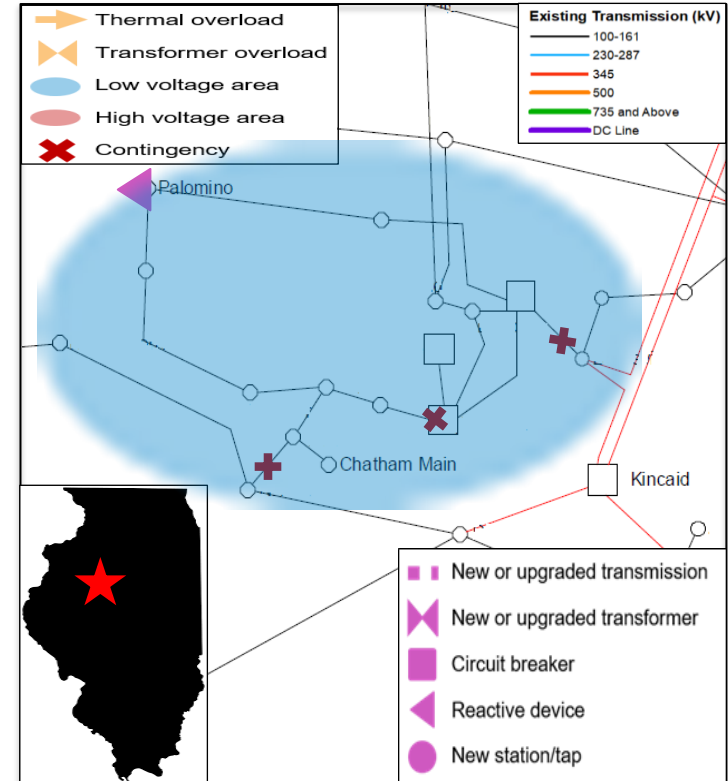 Thermal overload
Transformer overload
Low voltage area
High voltage area
Contingency
Existing Transmission (kV)
100-161
230-287
345
500
735 and Above
DC Line
Palomino
Chatham Main
Kincaid
New or upgraded transmission
New or upgraded transformer
Circuit breaker
Reactive device
New station/tap